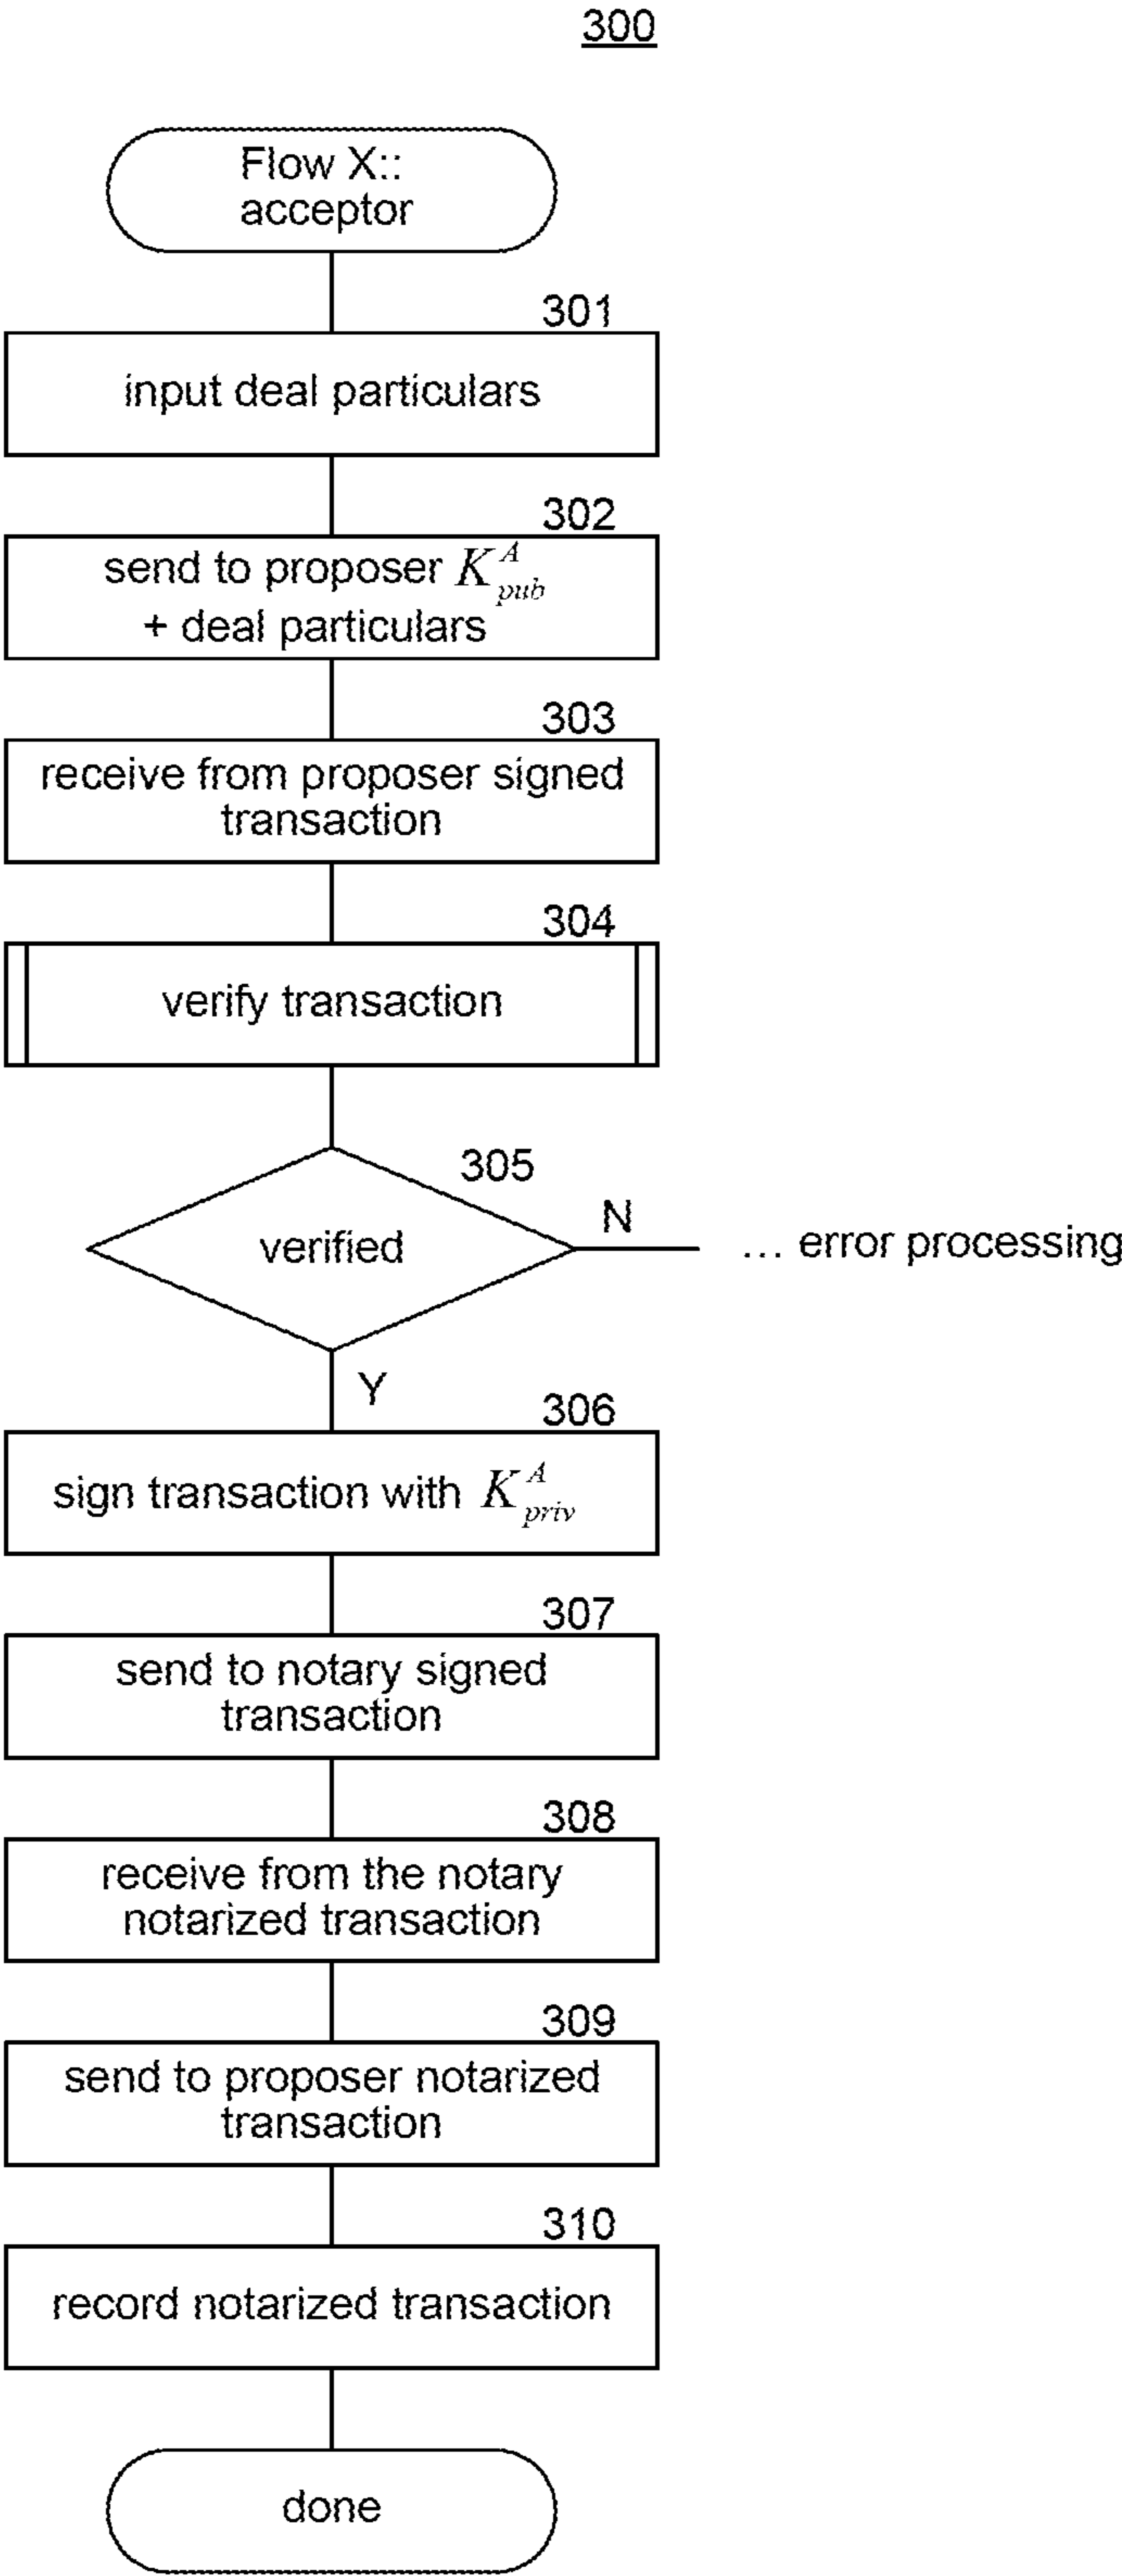 300
Flow X::
acceptor
301
input deal particulars
302
send to proposer K^A_pub
+ deal particulars
303
receive from proposer signed
transaction
304
verify transaction
305
verified
N
... error processing
Y
306
sign transaction with K^A_priv
307
send to notary signed
transaction
308
receive from the notary
notarized transaction
309
send to proposer notarized
transaction
310
record notarized transaction
done